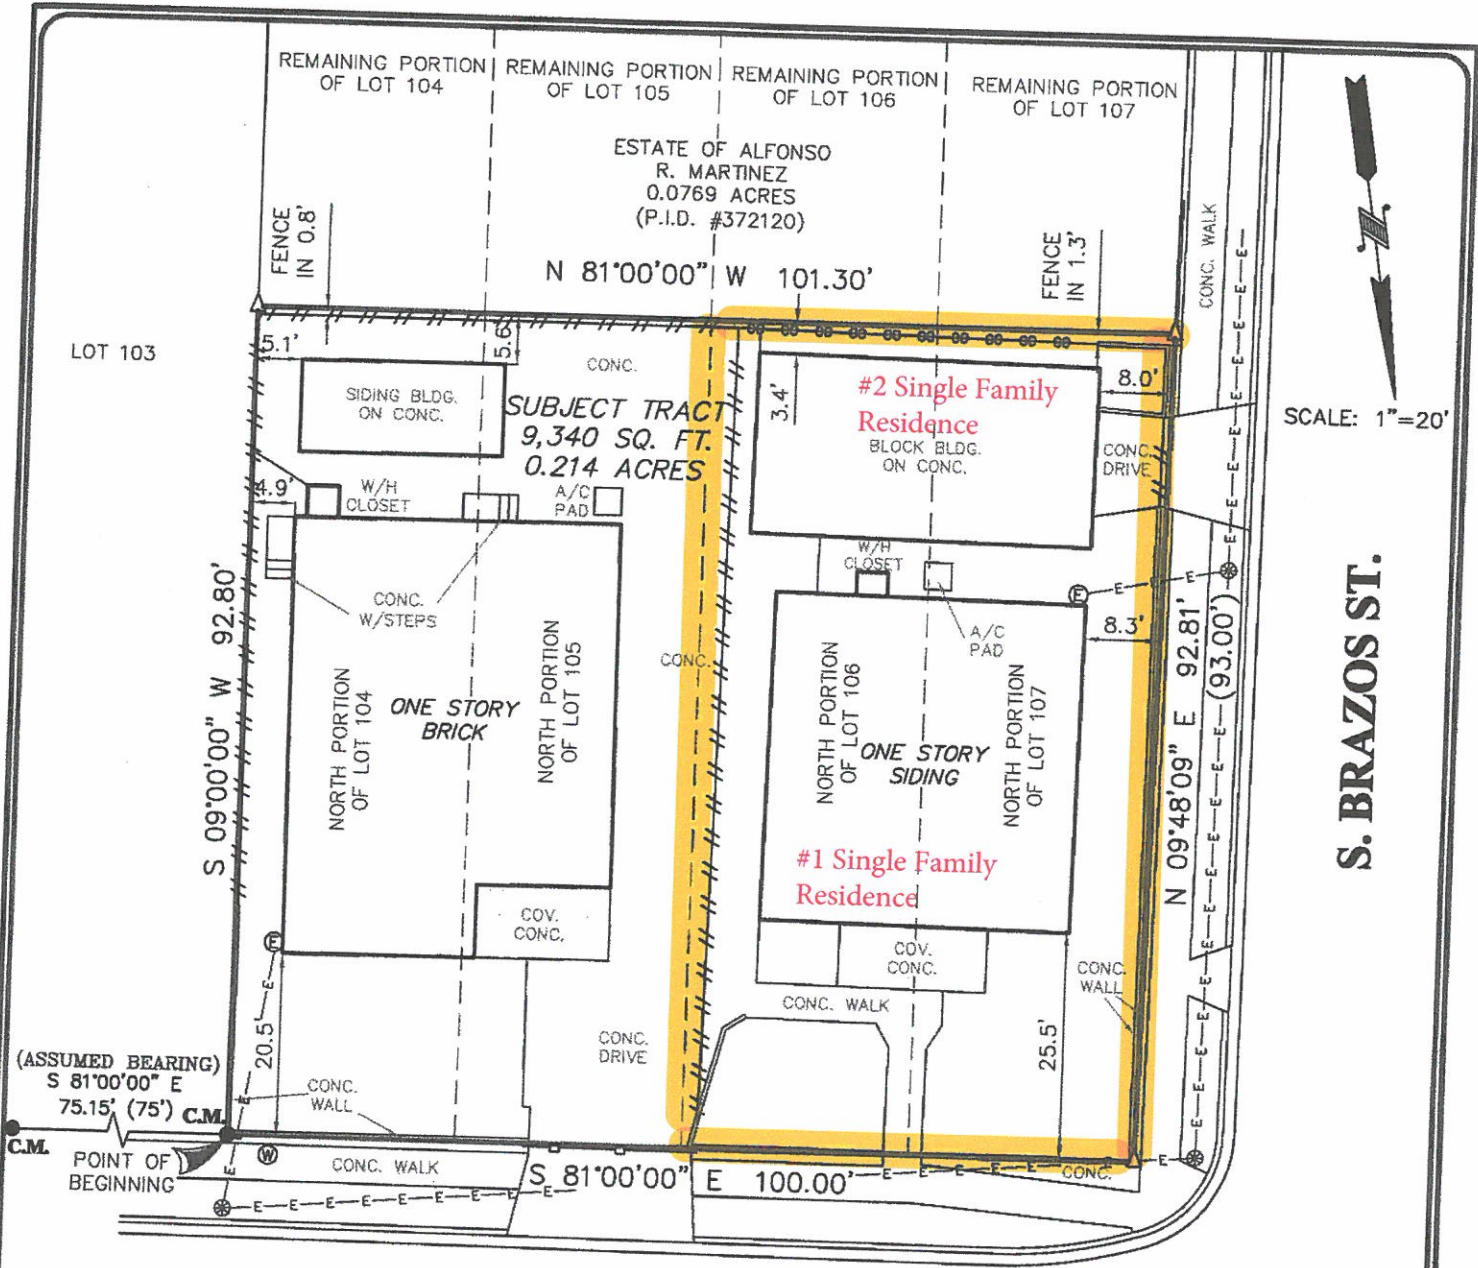 REMAINING PORTION
OF LOT 104
REMAINING PORTION
OF LOT 105
REMAINING PORTION
OF LOT 106
REMAINING PORTION
OF LOT 107
ESTATE OF ALFONSO
R. MARTINEZ
0.0769 ACRES
(P.I.D. #372120)
FENCE
IN 0.8'
N 81°00'00" W 101.30'
FENCE
IN 1.3'
CONC. WALK
LOT 103
5.1'
5.6'
CONC.
SIDING BLDG.
ON CONC.
SUBJECT TRACT
9,340 SQ. FT.
0.214 ACRES
3.4'
#2 Single Family
Residence
BLOCK BLDG.
ON CONC.
8.0'
CONC.
DRIVE
SCALE: 1"=20'
4.9'
W/H
CLOSET
A/C
PAD
W/H
CLOSET
A/C
PAD
E
8.3'
S 09°00'00" W 92.80'
CONC.
W/STEPS
NORTH PORTION
OF LOT 104
ONE STORY
BRICK
NORTH PORTION
OF LOT 105
CONC.
NORTH PORTION
OF LOT 106
ONE STORY
SIDING
NORTH PORTION
OF LOT 107
N 09°48'09" E 92.81'
(93.00')
S. BRAZOS ST.
#1 Single Family
Residence
COV.
CONC.
COV.
CONC.
E
20.5'
CONC. WALK
CONC.
WALL
25.5'
CONC.
DRIVE
(ASSUMED BEARING)
S 81°00'00" E
75.15' (75')
C.M.
C.M.
CONC.
WALL
POINT OF
BEGINNING
W
CONC. WALK
S 81°00'00" E 100.00'
CONC.